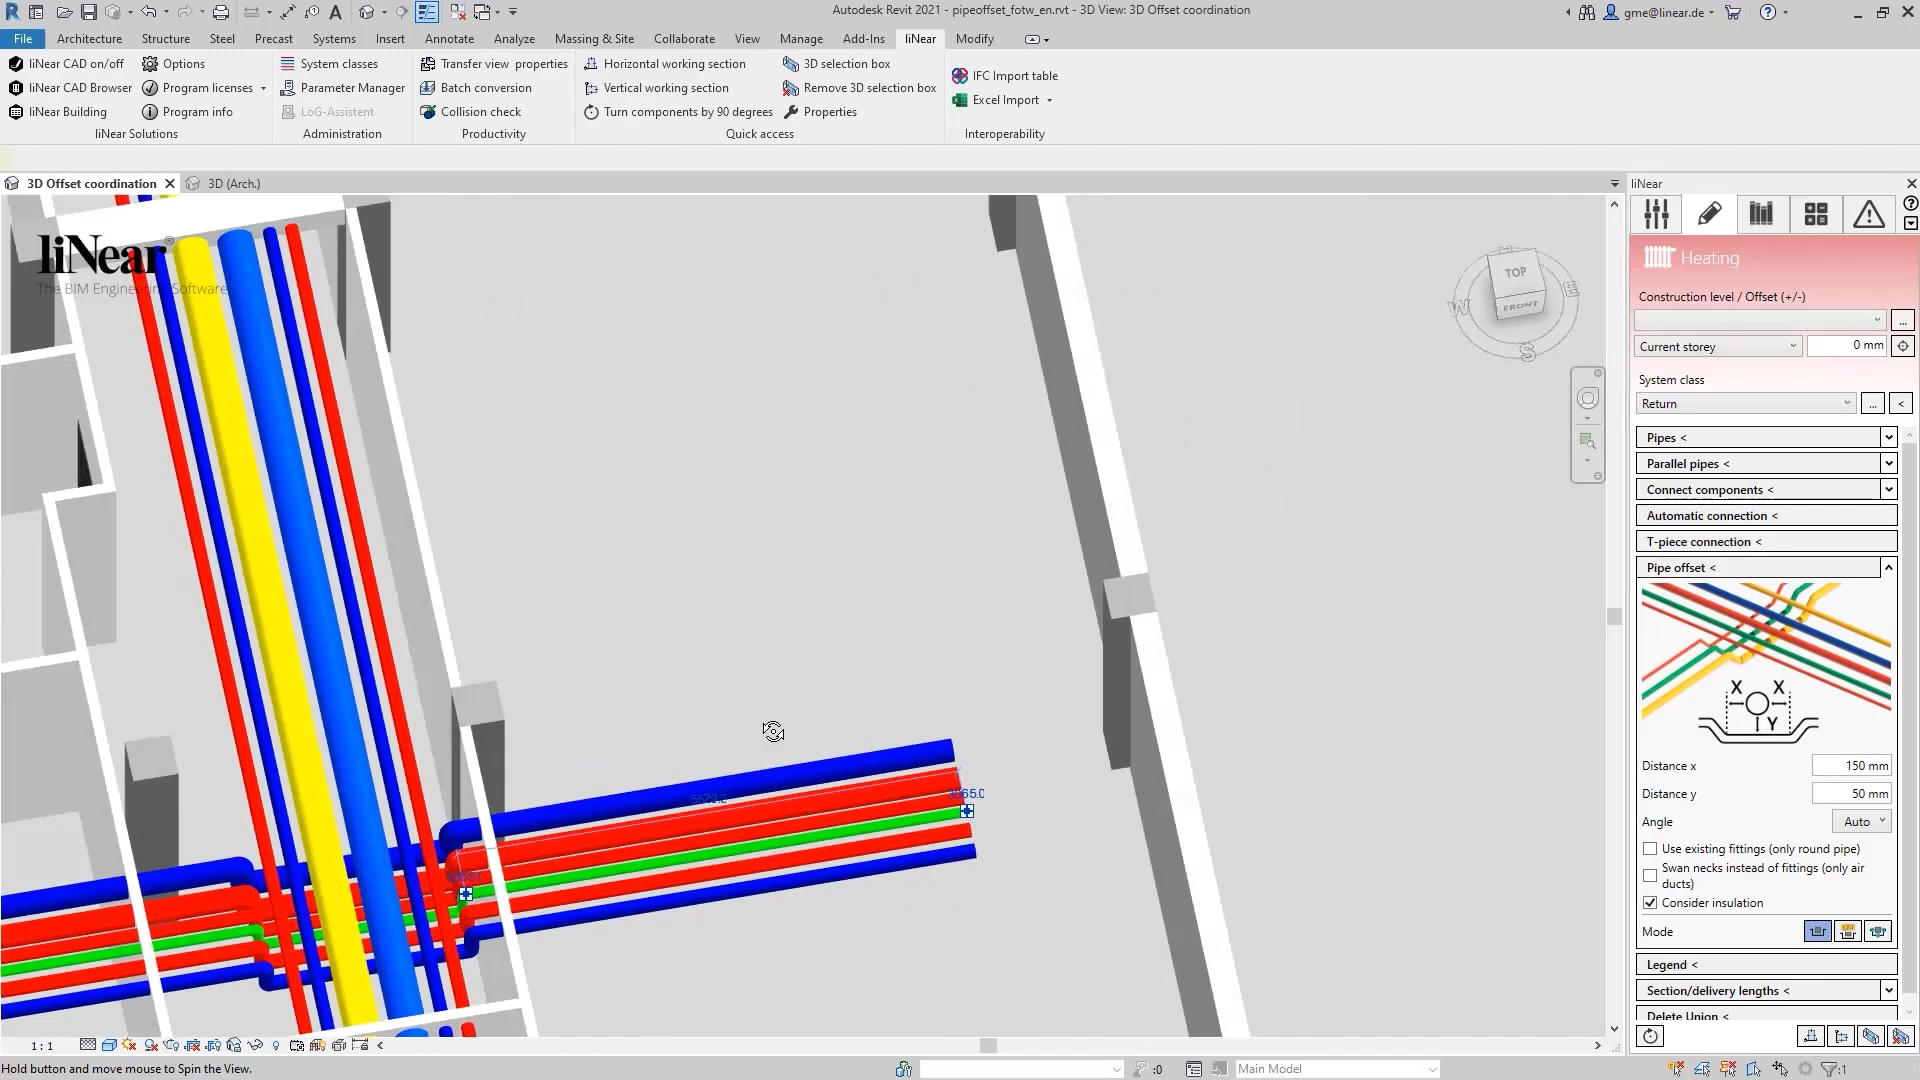 Autodesk Revit 2021 - pipeoffset_fotw_en.rvt - 3D View: 3D Offset coordination
gme@linear.de
File Architecture Structure Steel Precast Systems Insert Annotate Analyze Massing & Site Collaborate View Manage Add-Ins liNear Modify
liNear CAD on/off Options System classes Transfer view properties Horizontal working section 3D selection box
liNear CAD Browser Program licenses Parameter Manager Batch conversion Vertical working section Remove 3D selection box
liNear Building Program info LoG-Assistent Collision check Turn components by 90 degrees Properties
IFC Import table
Excel Import
liNear Solutions Administration Productivity Quick access Interoperability
3D Offset coordination 3D (Arch.)
liNear®
The BIM Engineering Software
TOP
FRONT
W
S
E
liNear
Heating
Construction level / Offset (+/-)
...
Current storey 0 mm
System class
Return ... <
Pipes <
Parallel pipes <
Connect components <
Automatic connection <
T-piece connection <
Pipe offset <
X X
Y
Distance x 150 mm
Distance y 50 mm
Angle Auto
Use existing fittings (only round pipe)
Swan necks instead of fittings (only air
ducts)
Consider insulation
Mode
Legend <
Section/delivery lengths <
Delete Union <
1 : 1
Hold button and move mouse to Spin the View.
:0
Main Model
:1